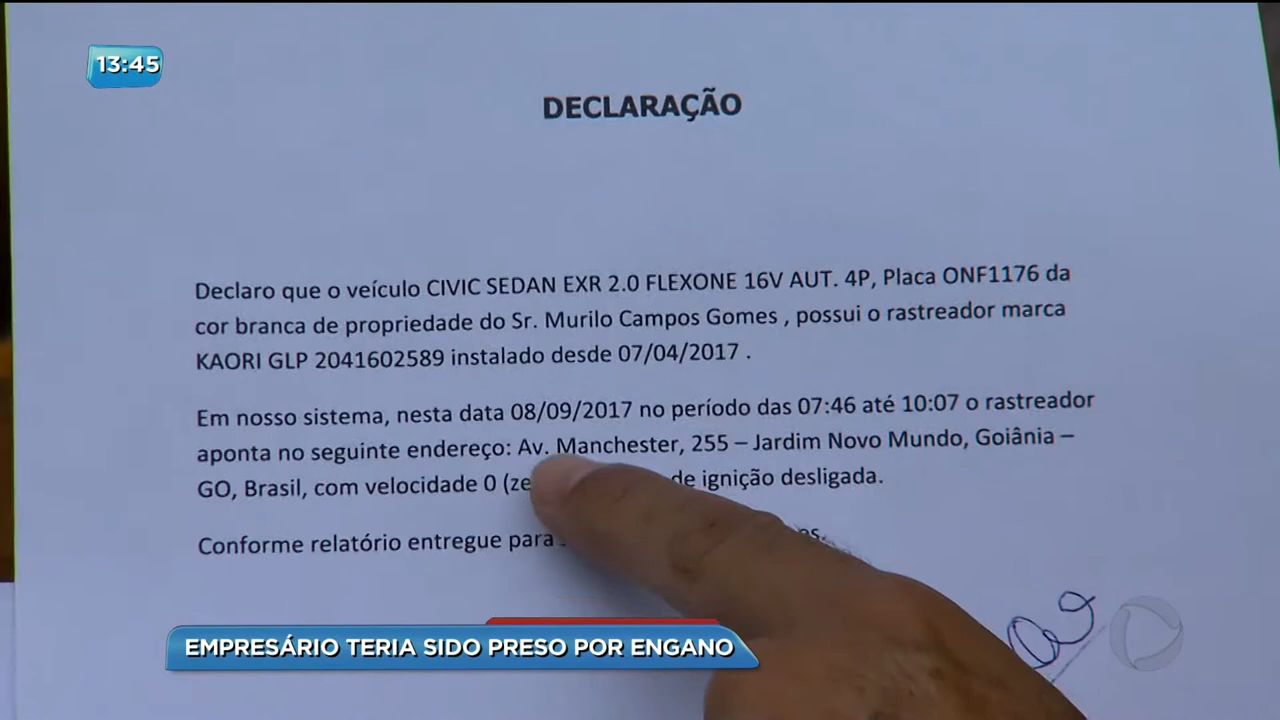 13:45
DECLARAÇÃO
Declaro que o veículo CIVIC SEDAN EXR 2.0 FLEXONE 16V AUT. 4P, Placa ONF1176 da
cor branca de propriedade do Sr. Murilo Campos Gomes , possui o rastreador marca
KAORI GLP 2041602589 instalado desde 07/04/2017 .
Em nosso sistema, nesta data 08/09/2017 no período das 07:46 até 10:07 o rastreador
aponta no seguinte endereço: Av. Manchester, 255 – Jardim Novo Mundo, Goiânia –
GO, Brasil, com velocidade 0 de ignição desligada.
Conforme relatório entregue para
EMPRESÁRIO TERIA SIDO PRESO POR ENGANO